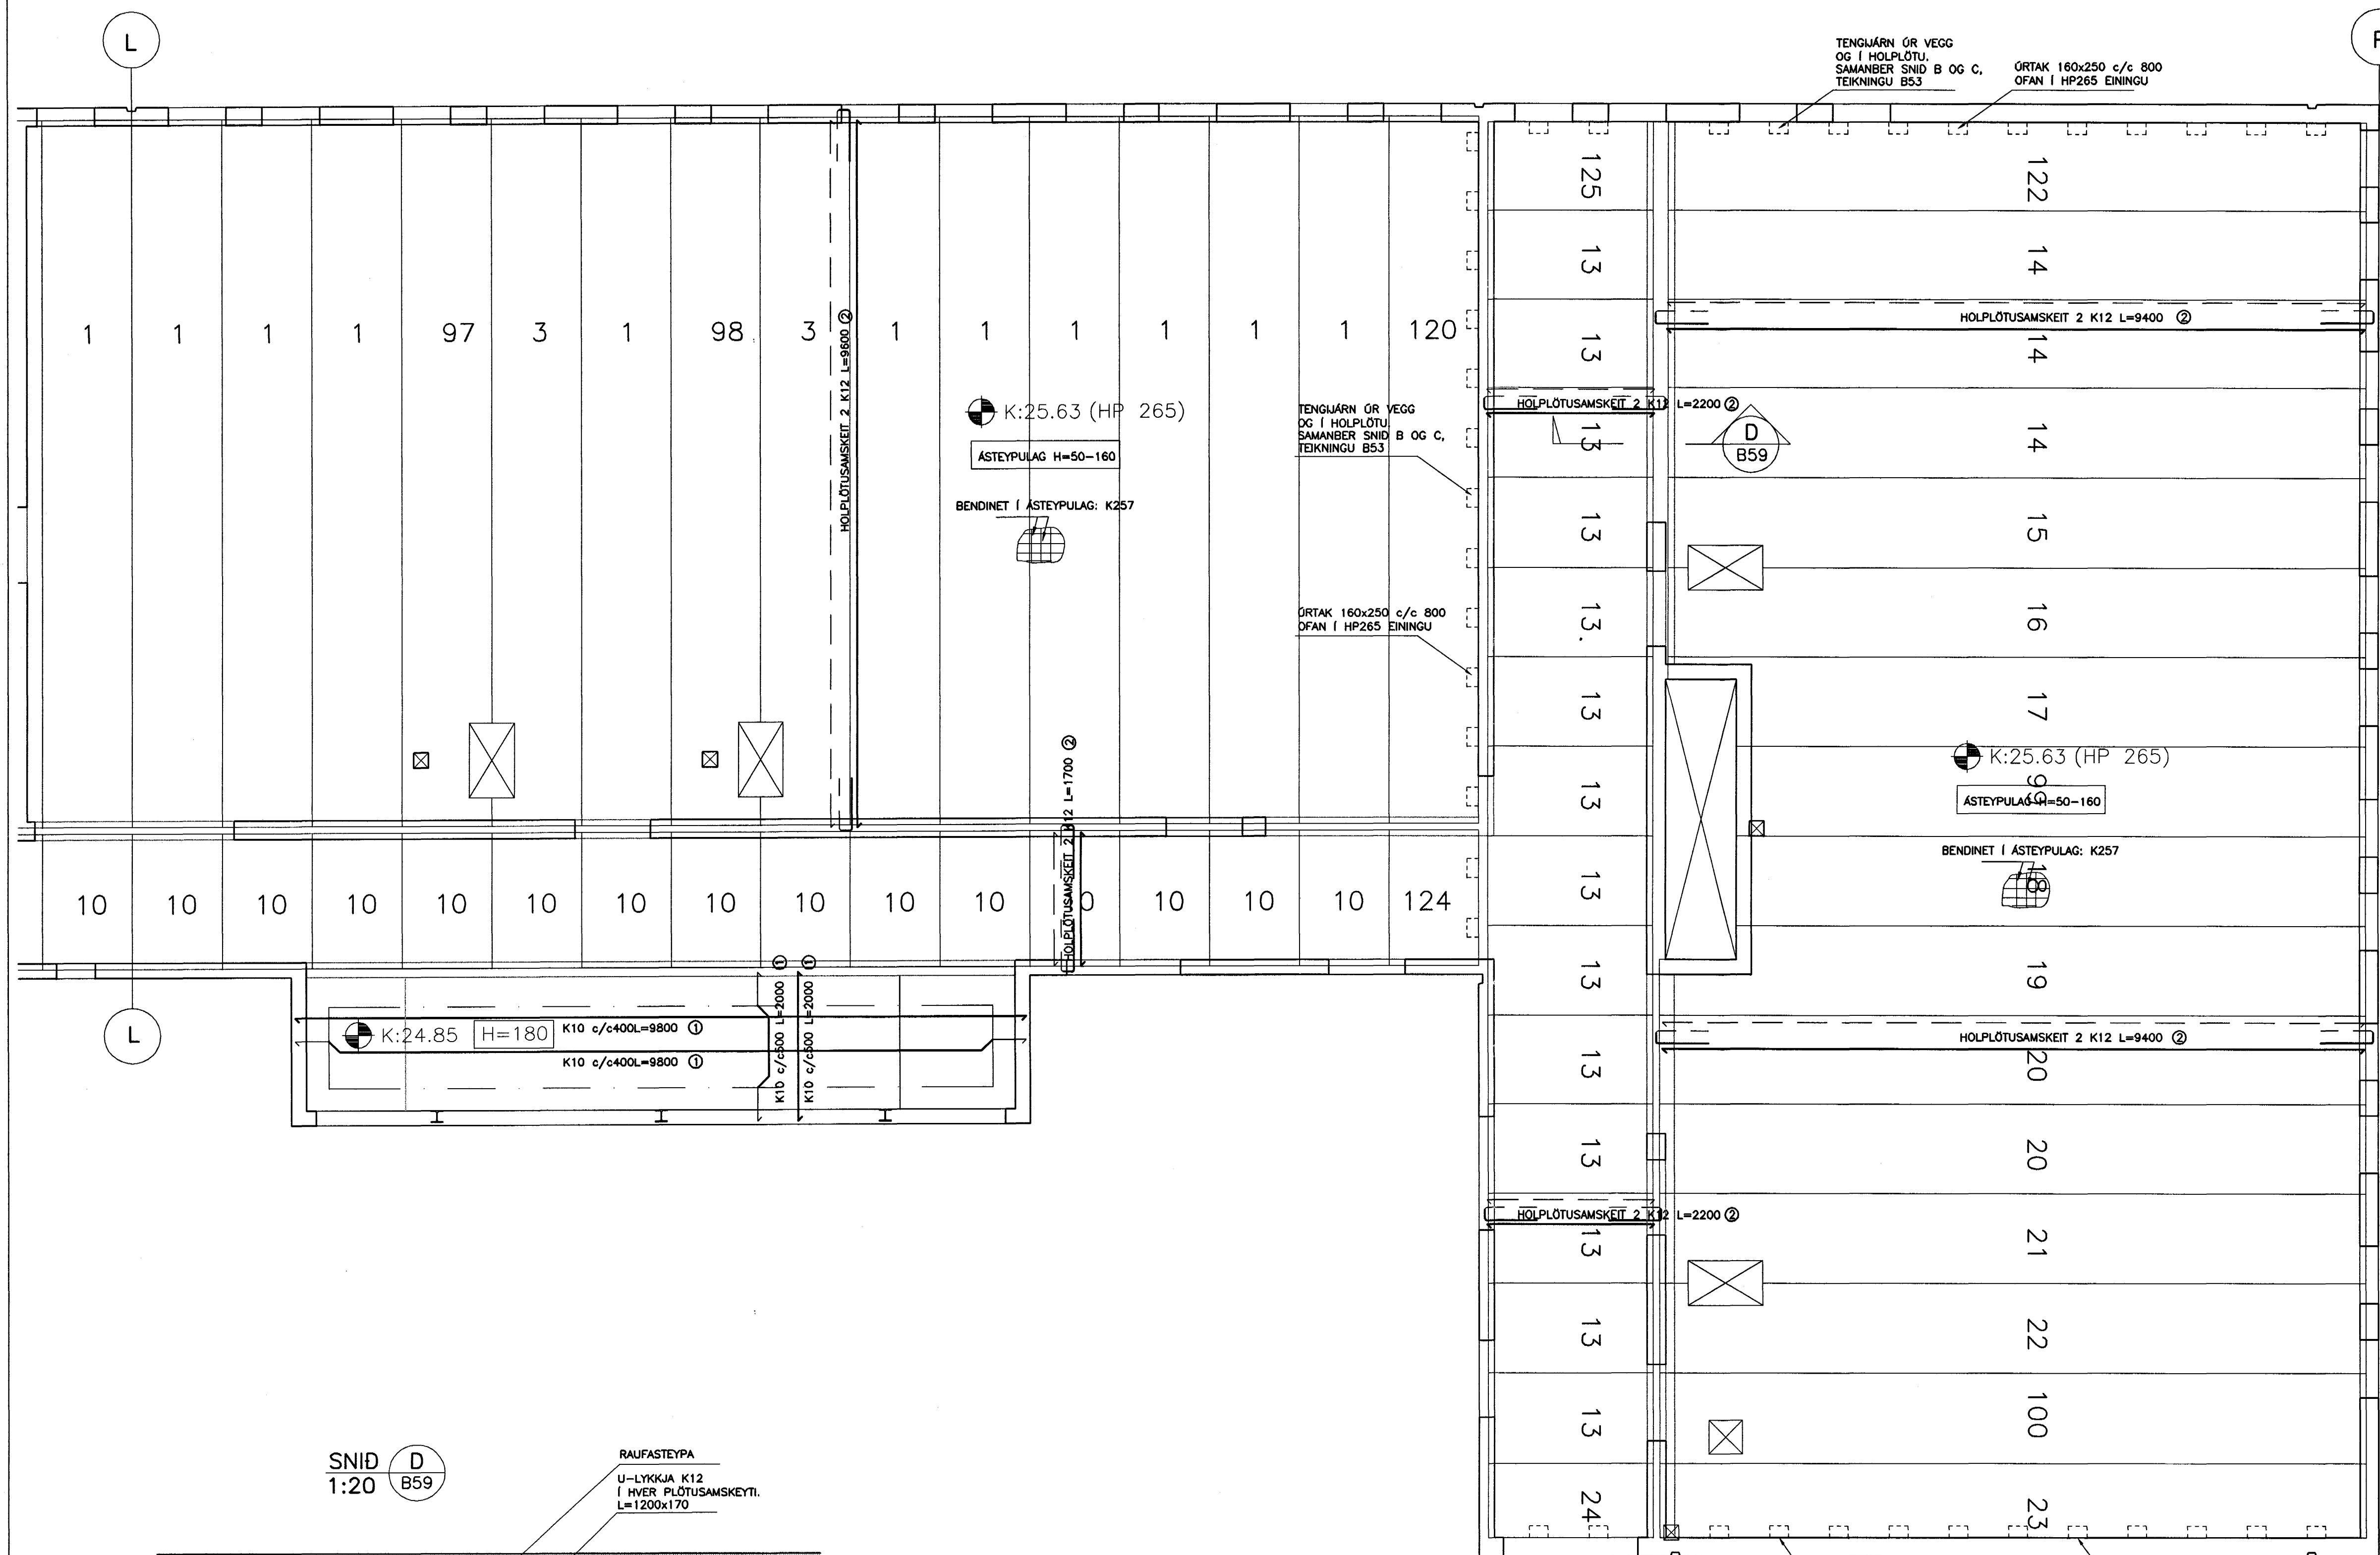 L
TENGIJÁRN ÚR VEGG
OG Í HOLPLÖTU.
SAMANBER SNID B OG C,
TEIKNINGU B53
ÚRTAK 160x250 c/c 800
OFAN Í HP265 EININGU
1 1 1 1 97 3 1 98 3 1 1 1 1 1 1 120
HOLPLÖTUSAMSKEIT 2 K12 L=9600 2
K:25.63 (HP 265)
ÁSTEYPULAG H=50-160
BENDINET Í ÁSTEYPULAG: K257
TENGIJÁRN ÚR VEGG
OG Í HOLPLÖTU.
SAMANBER SNID B OG C,
TEIKNINGU B53
ÚRTAK 160x250 c/c 800
OFAN Í HP265 EININGU
HOLPLÖTUSAMSKEIT 2 K12 L=1700 2
10 10 10 10 10 10 10 10 10 10 10 0 10 10 10 124
L
K:24.85
H=180
K10 c/c400L=9800 1
K10 c/c400L=9800 1
K10 c/c500 L=2000 1
K10 c/c500 L=2000 1
125
13
13
HOLPLÖTUSAMSKEIT 2 K12 L=2200 2
13
13
13.
13
13
13
13
13
13
HOLPLÖTUSAMSKEIT 2 K12 L=2200 2
13
13
13
24
122
14
HOLPLÖTUSAMSKEIT 2 K12 L=9400 2
14
14
D
B59
15
16
17
K:25.63 (HP 265)
99
ÁSTEYPULAG H=50-160
BENDINET Í ÁSTEYPULAG: K257
18
19
HOLPLÖTUSAMSKEIT 2 K12 L=9400 2
20
20
21
22
100
23
SNIÐ D
1:20 B59
RAUFASTEYPA
U-LYKKJA K12
Í HVER PLÖTUSAMSKEYTI.
L=1200x170